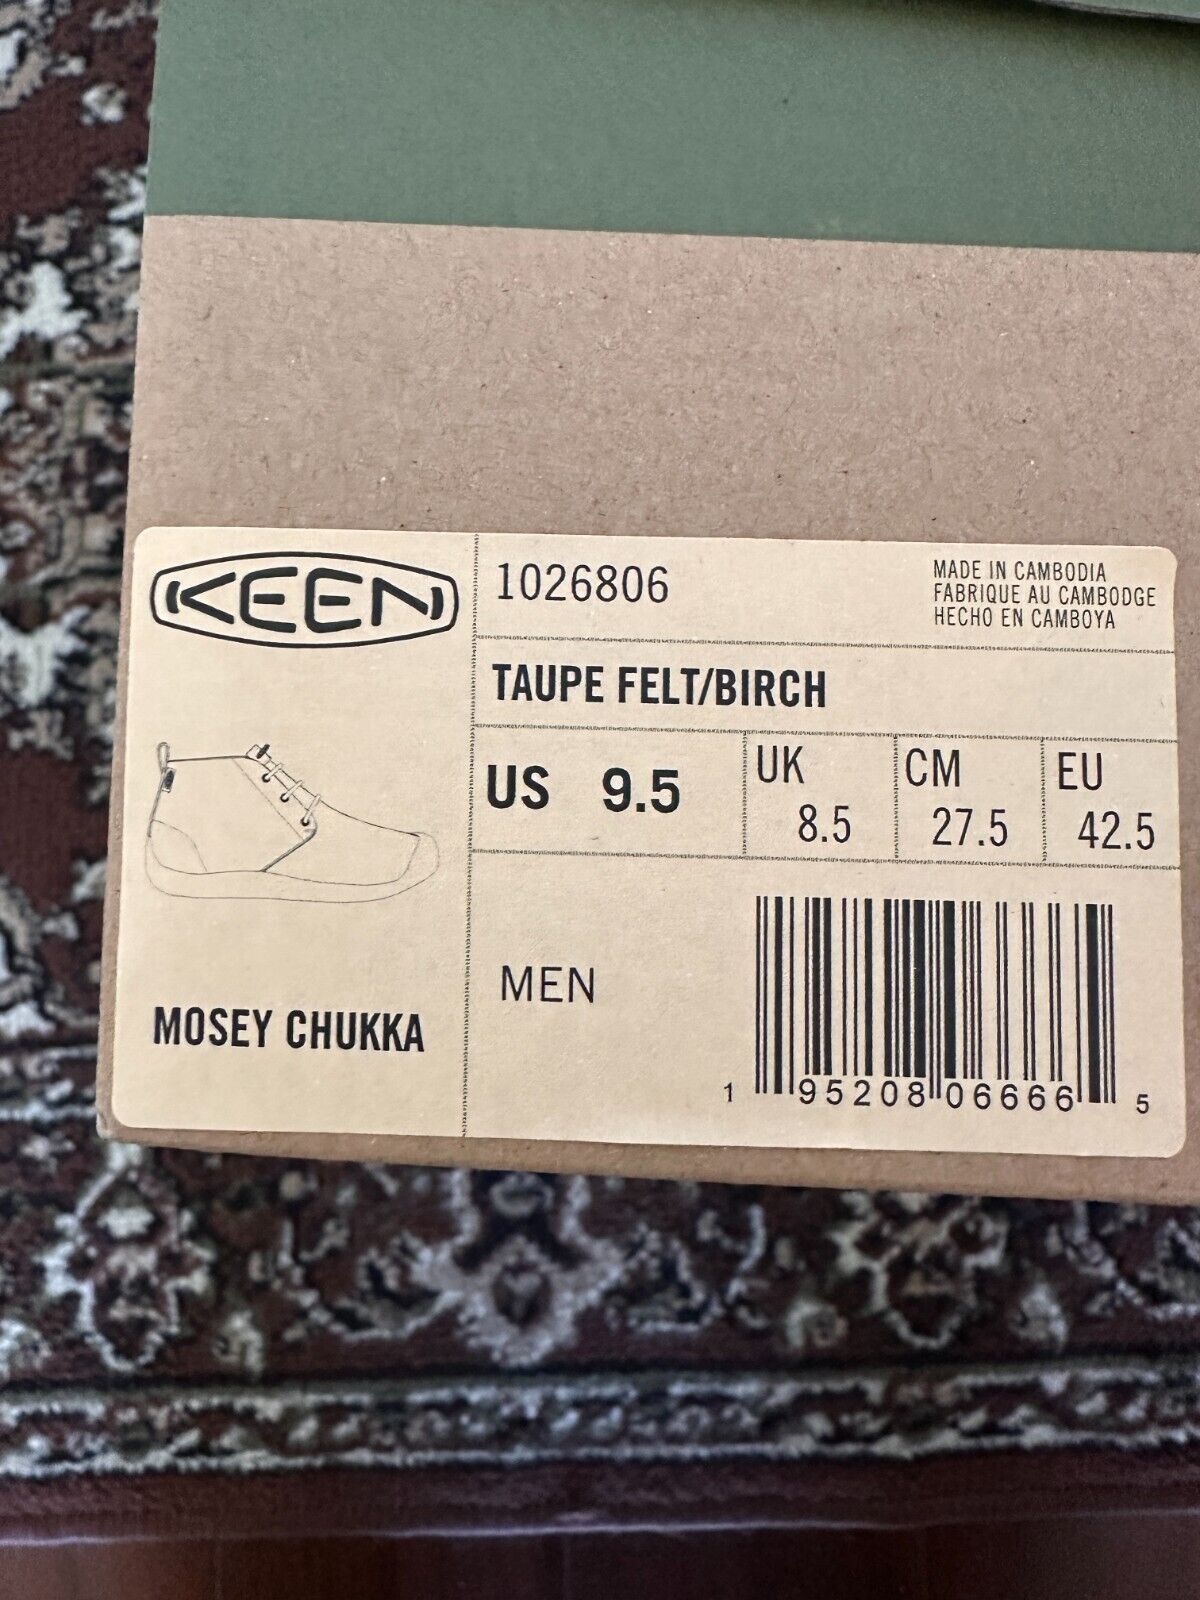 KEEN
1026806
MADE IN CAMBODIA
FABRIQUE AU CAMBODGE
HECHO EN CAMBOYA
TAUPE FELT/BIRCH
US 9.5
UK 8.5
CM 27.5
EU 42.5
MOSEY CHUKKA
MEN
1 95208 06666 5